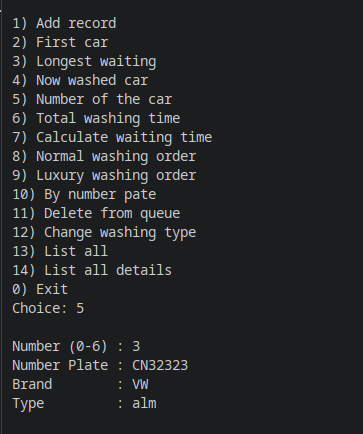 1) Add record
2) First car
3) Longest waiting
4) Now washed car
5) Number of the car
6) Total washing time
7) Calculate waiting time
8) Normal washing order
9) Luxury washing order
10) By number pate
11) Delete from queue
12) Change washing type
13) List all
14) List all details
0) Exit
Choice: 5

Number (0-6) : 3
Number Plate : CN32323
Brand        : VW
Type         : alm